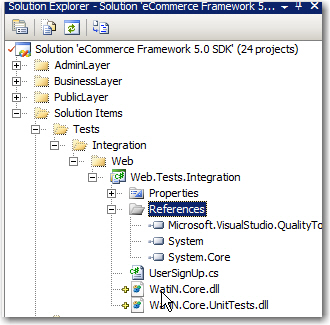 Solution Explorer - Solution 'eCommerce Framework 5....
Solution 'eCommerce Framework 5.0 SDK' (24 projects)
AdminLayer
BusinessLayer
PublicLayer
Solution Items
Tests
Integration
Web
Web.Tests.Integration
Properties
References
Microsoft.VisualStudio.QualityTo
System
System.Core
UserSignUp.cs
WatiN.Core.dll
WatiN.Core.UnitTests.dll